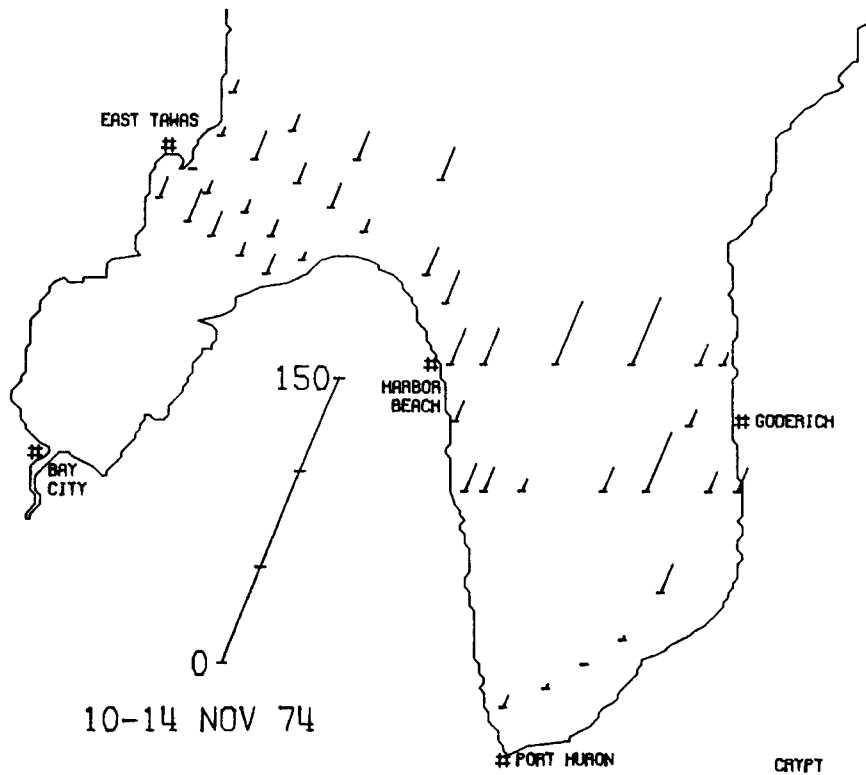 EAST TAWAS
#
150
#
HARBOR
BEACH
# GODERICH
#
BAY
CITY
0
10-14 NOV 74
# PORT HURON
CRYPT